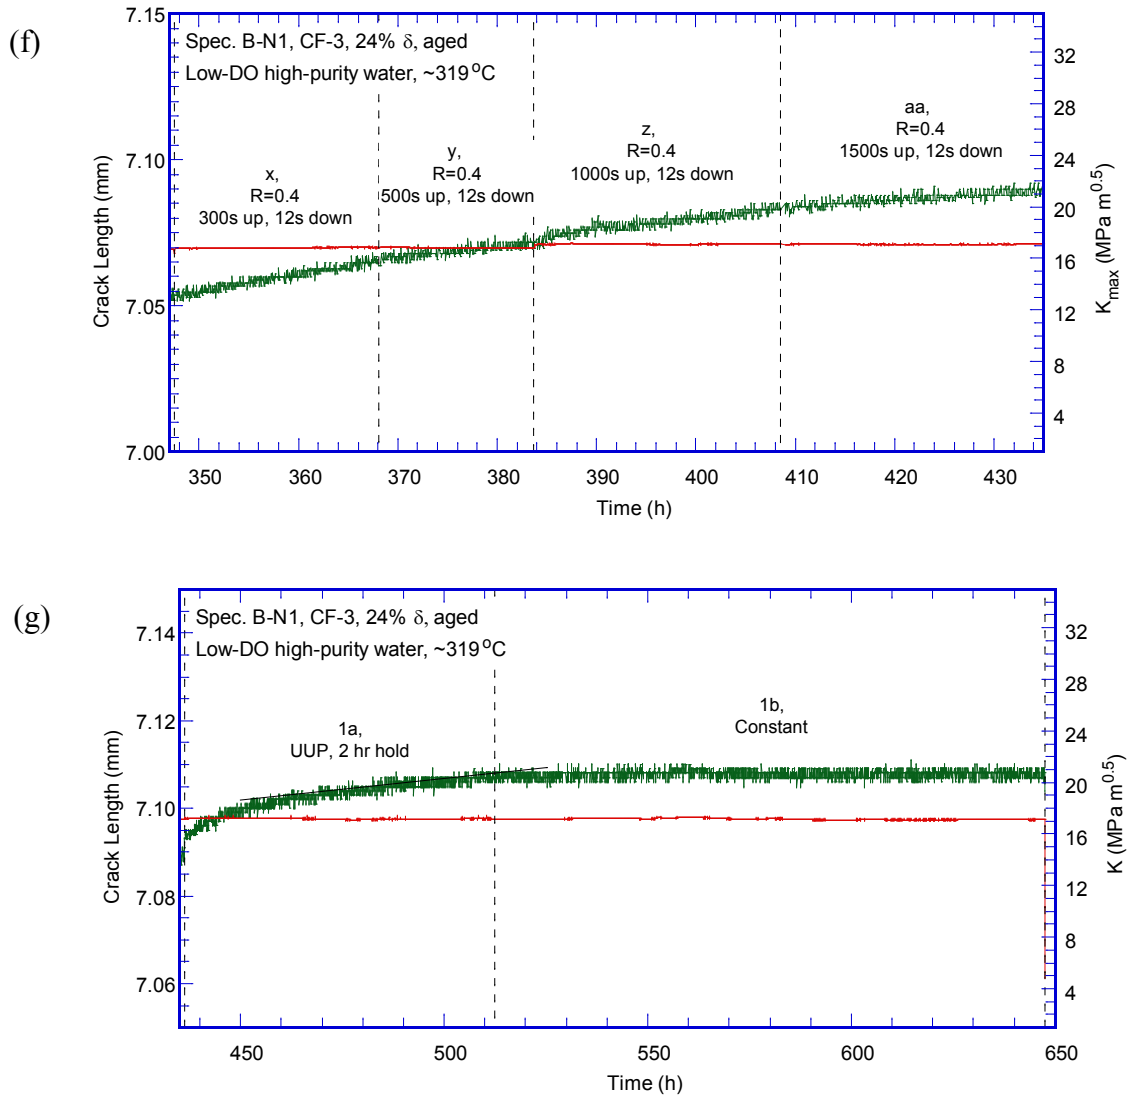 (f)
7.15
7.10
7.05
7.00
Crack Length (mm)
Spec. B-N1, CF-3, 24% δ, aged
Low-DO high-purity water, ~319°C
x,
R=0.4
300s up, 12s down
y,
R=0.4
500s up, 12s down
z,
R=0.4
1000s up, 12s down
aa,
R=0.4
1500s up, 12s down
32
28
24
20
16
12
8
4
Kmax (MPa m^0.5)
350 360 370 380 390 400 410 420 430
Time (h)
(g)
7.14
7.12
7.10
7.08
7.06
Crack Length (mm)
Spec. B-N1, CF-3, 24% δ, aged
Low-DO high-purity water, ~319°C
1a,
UUP, 2 hr hold
1b,
Constant
32
28
24
20
16
12
8
4
K (MPa m^0.5)
450 500 550 600 650
Time (h)